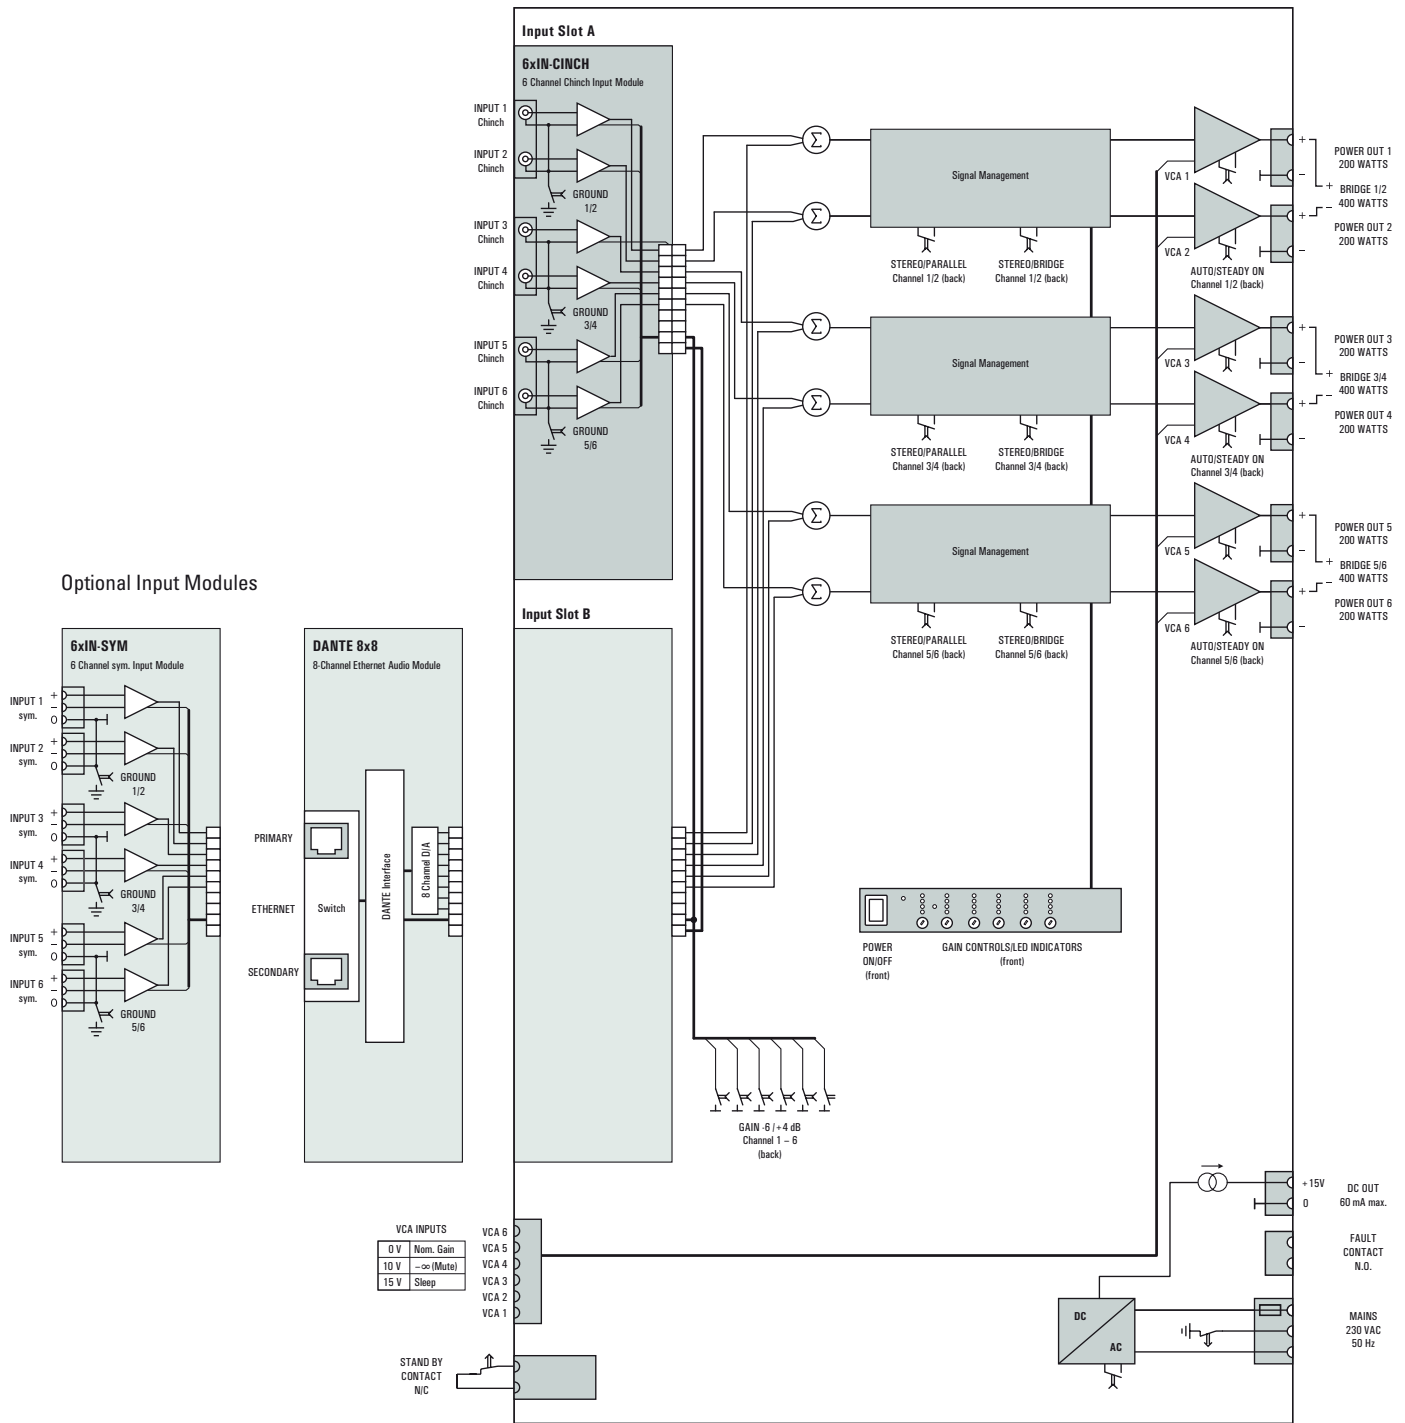 Input Slot A
6xIN-CINCH
6 Channel Chinch Input Module
INPUT 1
Chinch
INPUT 2
Chinch
GROUND
1/2
INPUT 3
Chinch
INPUT 4
Chinch
GROUND
3/4
INPUT 5
Chinch
INPUT 6
Chinch
GROUND
5/6
Σ
Σ
Signal Management
STEREO/PARALLEL
Channel 1/2 (back)
STEREO/BRIDGE
Channel 1/2 (back)
VCA 1
VCA 2
AUTO/STEADY ON
Channel 1/2 (back)
+
−
+
−
+
−
POWER OUT 1
200 WATTS
BRIDGE 1/2
400 WATTS
POWER OUT 2
200 WATTS
Σ
Σ
Signal Management
STEREO/PARALLEL
Channel 3/4 (back)
STEREO/BRIDGE
Channel 3/4 (back)
VCA 3
VCA 4
AUTO/STEADY ON
Channel 3/4 (back)
+
−
+
−
+
−
POWER OUT 3
200 WATTS
BRIDGE 3/4
400 WATTS
POWER OUT 4
200 WATTS
Σ
Σ
Signal Management
STEREO/PARALLEL
Channel 5/6 (back)
STEREO/BRIDGE
Channel 5/6 (back)
VCA 5
VCA 6
AUTO/STEADY ON
Channel 5/6 (back)
+
−
+
−
+
−
POWER OUT 5
200 WATTS
BRIDGE 5/6
400 WATTS
POWER OUT 6
200 WATTS
Optional Input Modules
6xIN-SYM
6 Channel sym. Input Module
INPUT 1
sym.
+
−
0
INPUT 2
sym.
+
−
0
GROUND
1/2
INPUT 3
sym.
+
−
0
INPUT 4
sym.
+
−
0
GROUND
3/4
INPUT 5
sym.
+
−
0
INPUT 6
sym.
+
−
0
GROUND
5/6
DANTE 8x8
8-Channel Ethernet Audio Module
PRIMARY
ETHERNET
SECONDARY
Switch
DANTE Interface
8 Channel D/A
Input Slot B
POWER
ON/OFF
(front)
GAIN CONTROLS/LED INDICATORS
(front)
GAIN -6 / +4 dB
Channel 1 – 6
(back)
VCA INPUTS
0 V Nom. Gain
10 V −∞ (Mute)
15 V Sleep
VCA 6
VCA 5
VCA 4
VCA 3
VCA 2
VCA 1
STAND BY
CONTACT
N/C
+15V
0
DC OUT
60 mA max.
FAULT
CONTACT
N.O.
DC
AC
MAINS
230 VAC
50 Hz